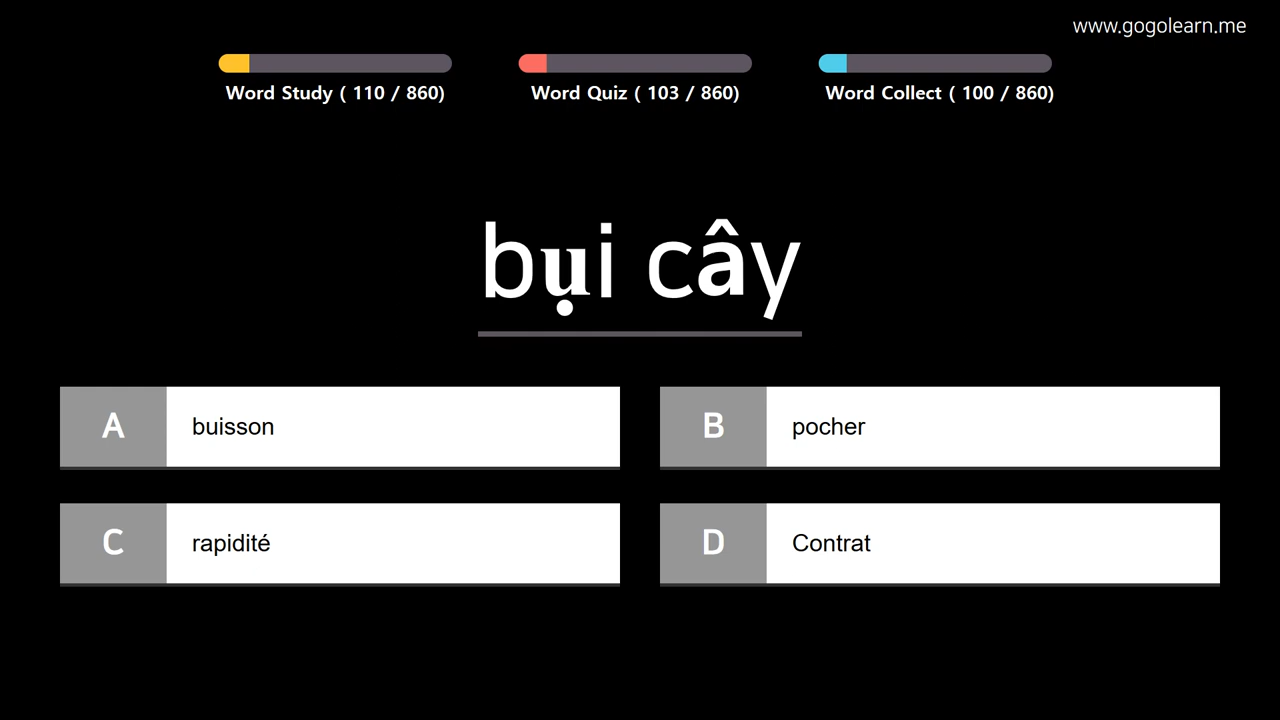 www.gogolearn.me
Word Study ( 110 / 860)
Word Quiz ( 103 / 860)
Word Collect ( 100 / 860)
bụi cây
A buisson
B pocher
C rapidité
D Contrat